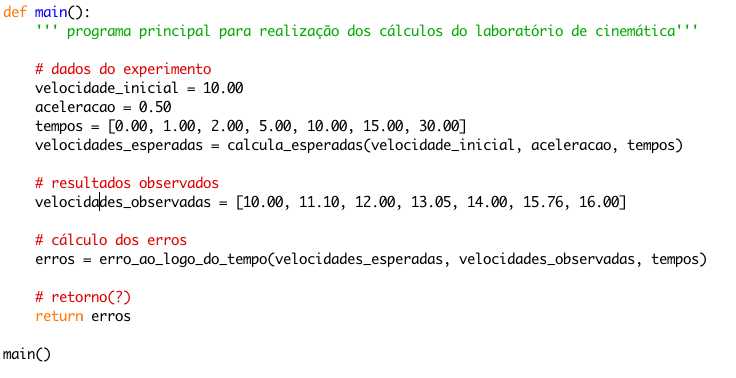 def main():
    ''' programa principal para realização dos cálculos do laboratório de cinemática'''
    # dados do experimento
    velocidade_inicial = 10.00
    aceleracao = 0.50
    tempos = [0.00, 1.00, 2.00, 5.00, 10.00, 15.00, 30.00]
    velocidades_esperadas = calcula_esperadas(velocidade_inicial, aceleracao, tempos)
    # resultados observados
    velocidades_observadas = [10.00, 11.10, 12.00, 13.05, 14.00, 15.76, 16.00]
    # cálculo dos erros
    erros = erro_ao_logo_do_tempo(velocidades_esperadas, velocidades_observadas, tempos)
    # retorno(?)
    return erros
main()